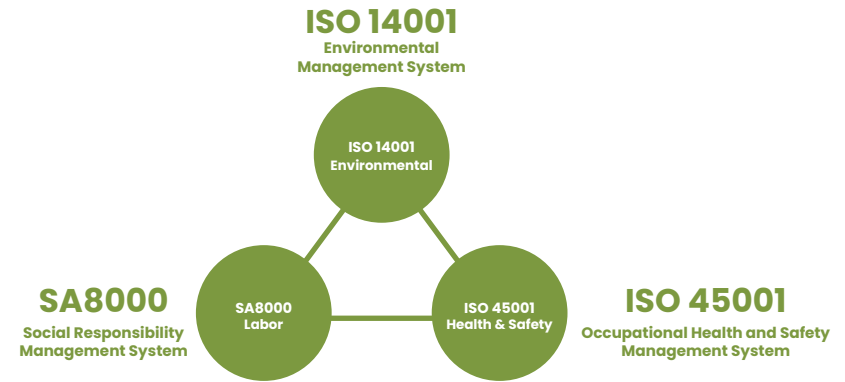 ISO 14001
Environmental
Management System
ISO 14001
Environmental
SA8000
Social Responsibility
Management System
SA8000
Labor
ISO 45001
Health & Safety
ISO 45001
Occupational Health and Safety
Management System